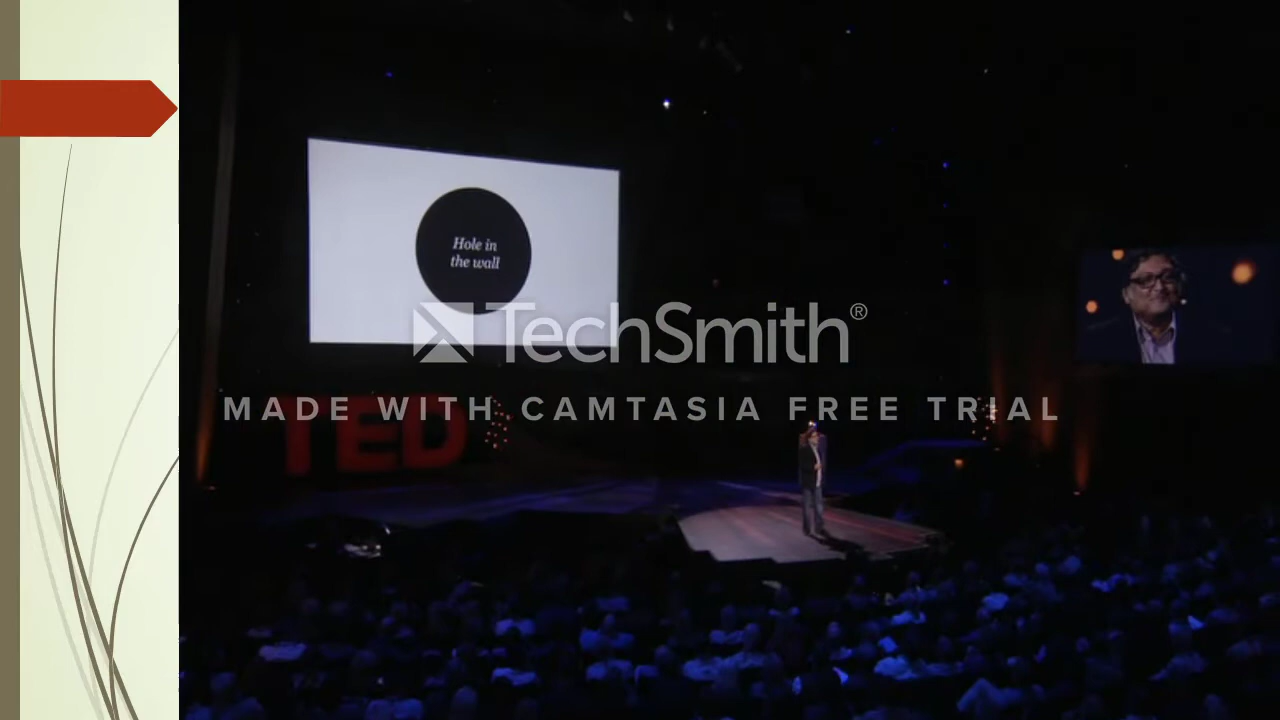 Hole in
the wall
TechSmith®
MADE WITH CAMTASIA FREE TRIAL
TED